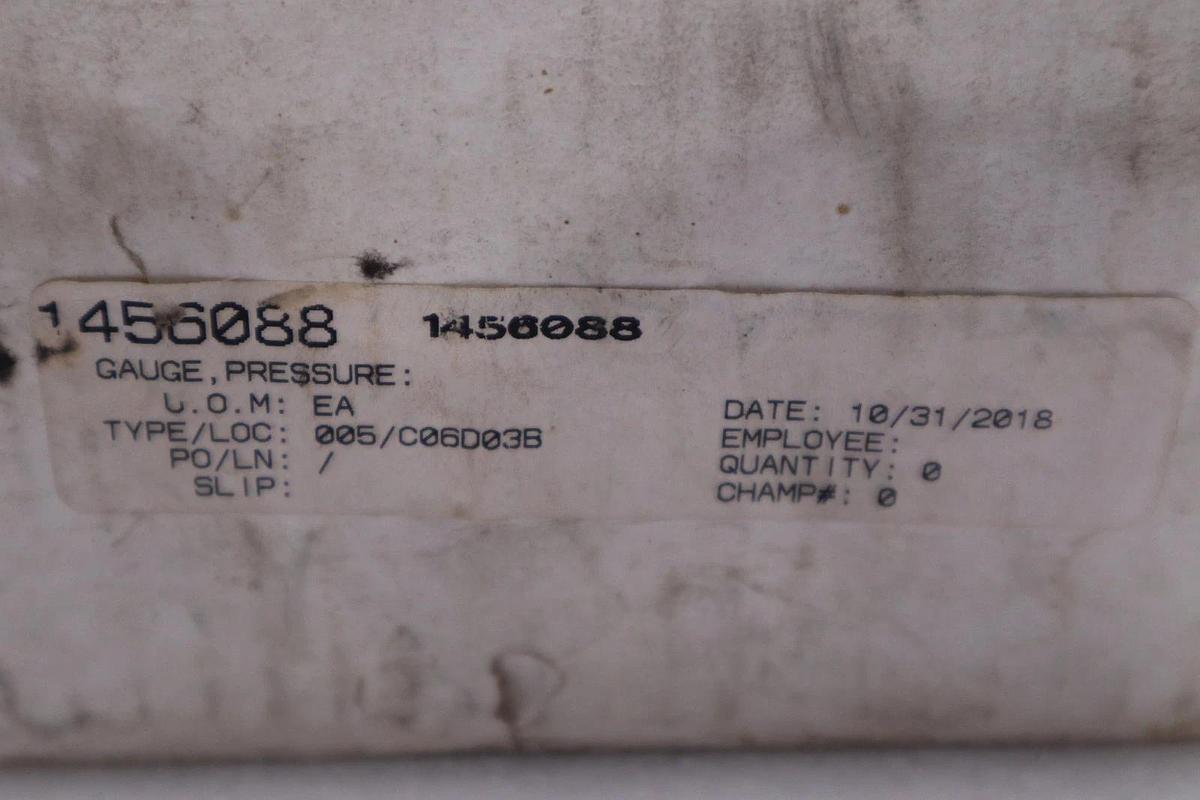 1456088 1456088
GAUGE,PRESSURE:
U.O.M: EA
TYPE/LOC: 005/C06D03B
PO/LN: /
SLIP:
DATE: 10/31/2018
EMPLOYEE:
QUANTITY: 0
CHAMP#: 0